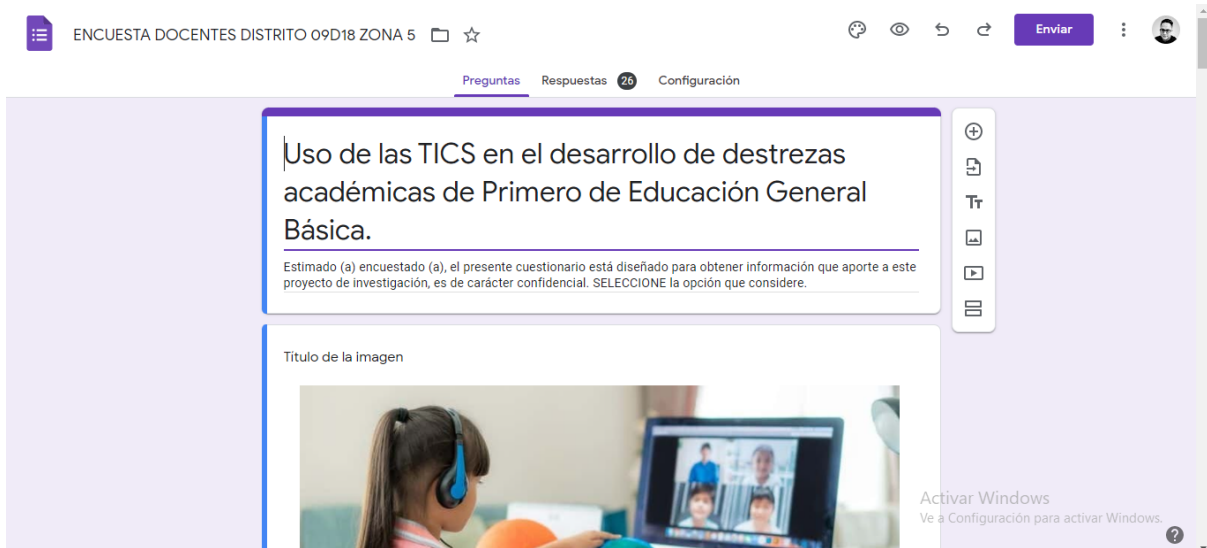 ENCUESTA DOCENTES DISTRITO 09D18 ZONA 5
Enviar
Preguntas
Respuestas 26
Configuración
Uso de las TICS en el desarrollo de destrezas
académicas de Primero de Educación General
Básica.
Estimado (a) encuestado (a), el presente cuestionario está diseñado para obtener información que aporte a este
proyecto de investigación, es de carácter confidencial. SELECCIONE la opción que considere.
Tr
Título de la imagen
Activar Windows
Ve a Configuración para activar Windows.